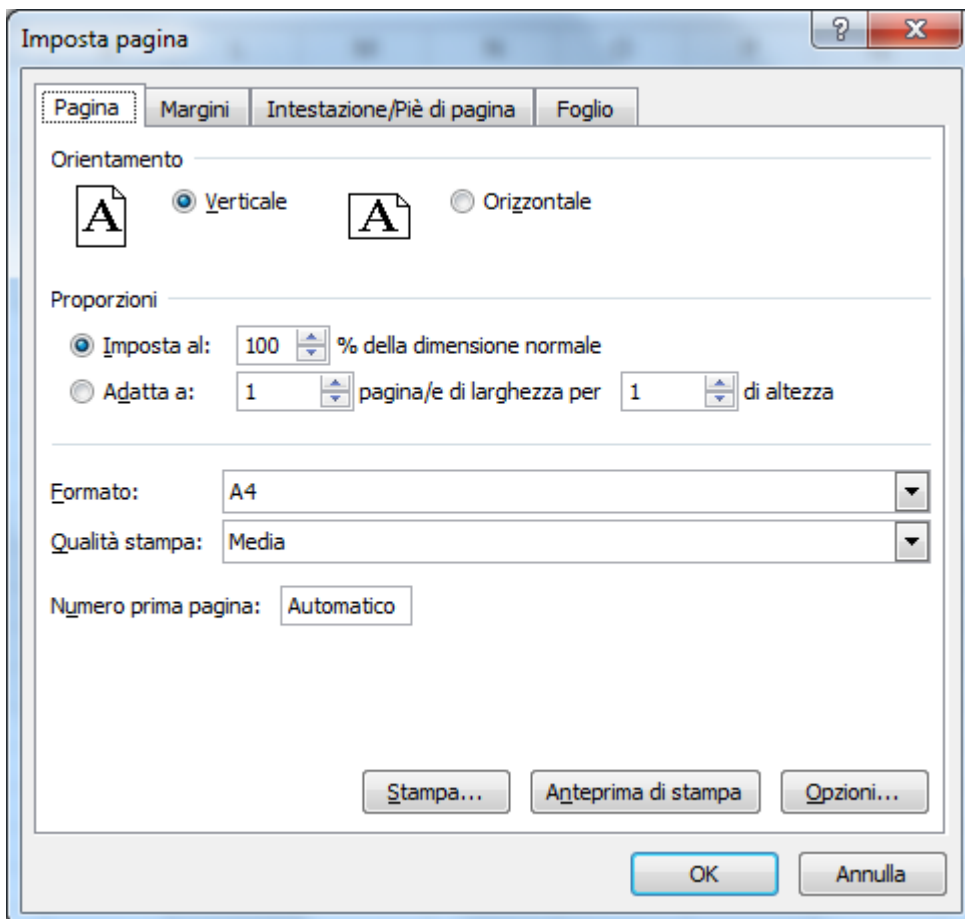 Imposta pagina
Pagina Margini Intestazione/Piè di pagina Foglio
Orientamento
A Verticale A Orizzontale
Proporzioni
Imposta al: 100 % della dimensione normale
Adatta a: 1 pagina/e di larghezza per 1 di altezza
Formato: A4
Qualità stampa: Media
Numero prima pagina: Automatico
Stampa... Anteprima di stampa Opzioni...
OK Annulla